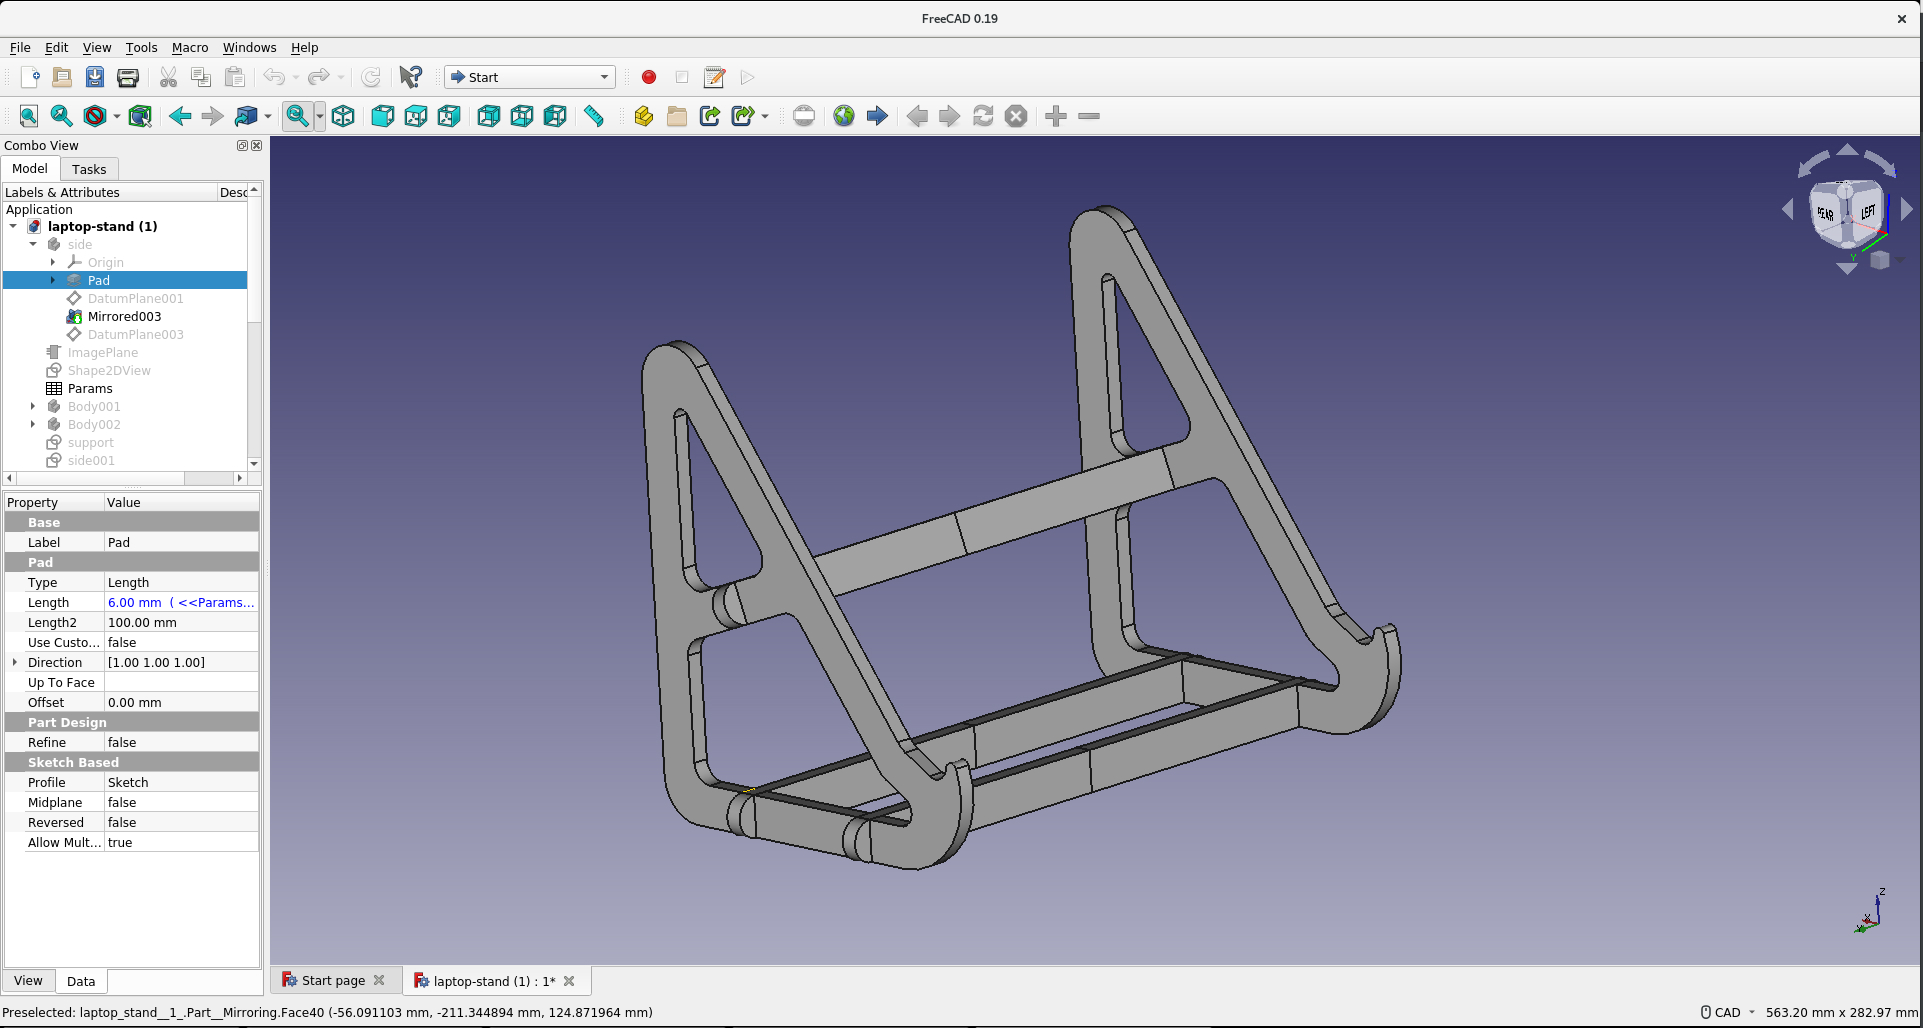 FreeCAD 0.19
File Edit View Tools Macro Windows Help
Start
Combo View
Model Tasks
Labels & Attributes Desc
Application
laptop-stand (1)
side
Origin
Pad
DatumPlane001
Mirrored003
DatumPlane003
ImagePlane
Shape2DView
Params
Body001
Body002
support
side001
Property Value
Base
Label Pad
Pad
Type Length
Length 6.00 mm ( <<Params...
Length2 100.00 mm
Use Custo... false
Direction [1.00 1.00 1.00]
Up To Face
Offset 0.00 mm
Part Design
Refine false
Sketch Based
Profile Sketch
Midplane false
Reversed false
Allow Mult... true
View Data
REAR LEFT
Y
Z
X
Y
Start page
laptop-stand (1) : 1*
Preselected: laptop_stand__1_.Part__Mirroring.Face40 (-56.091103 mm, -211.344894 mm, 124.871964 mm)
CAD 563.20 mm x 282.97 mm